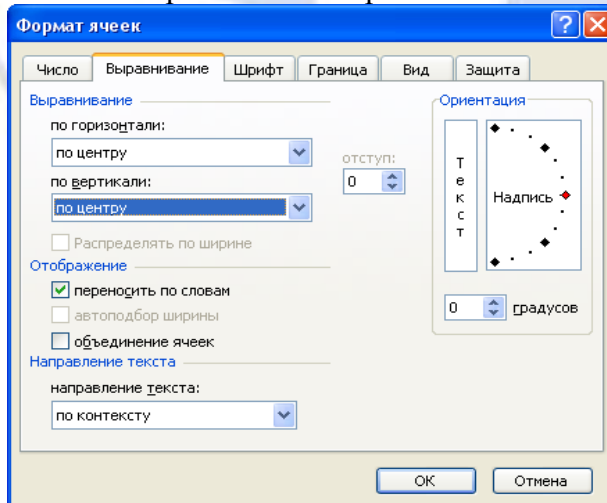 Формат ячеек
Число Выравнивание Шрифт Граница Вид Защита
Выравнивание
по горизонтали:
по центру
отступ:
0
по вертикали:
по центру
Распределять по ширине
Отображение
переносить по словам
автоподбор ширины
объединение ячеек
Направление текста
направление текста:
по контексту
Ориентация
Текст
Надпись
0 градусов
ОК Отмена